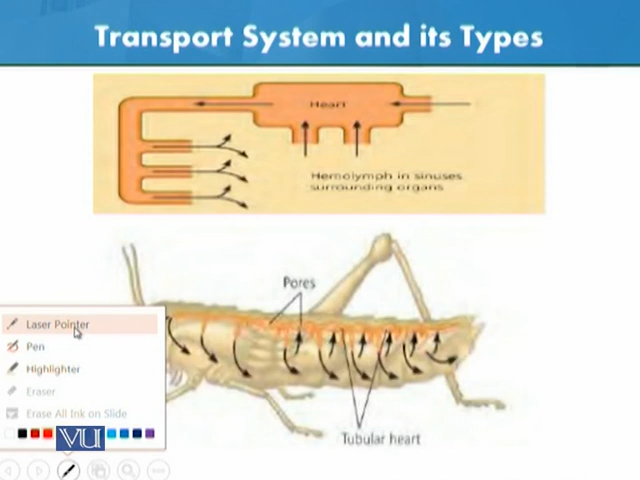 Transport System and its Types
Heart
Hemolymph in sinuses
surrounding organs
Pores
Laser Pointer
Pen
Highlighter
Eraser
Erase All Ink on Slide
VU
Tubular heart